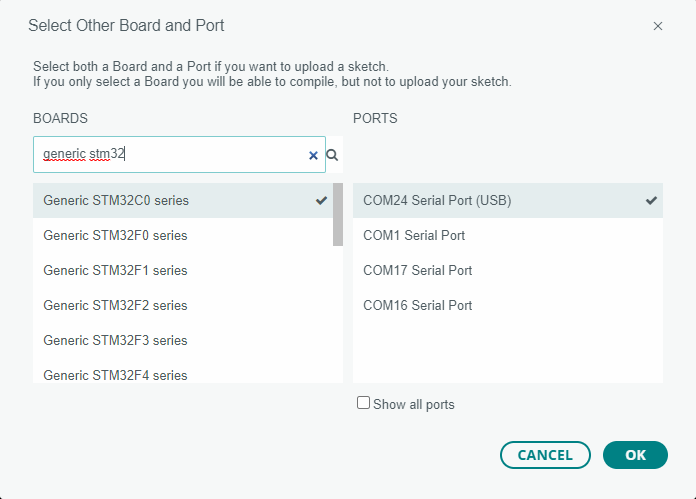 Select Other Board and Port
Select both a Board and a Port if you want to upload a sketch.
If you only select a Board you will be able to compile, but not to upload your sketch.
BOARDS
PORTS
generic stm32
Generic STM32C0 series
Generic STM32F0 series
Generic STM32F1 series
Generic STM32F2 series
Generic STM32F3 series
Generic STM32F4 series
COM24 Serial Port (USB)
COM1 Serial Port
COM17 Serial Port
COM16 Serial Port
Show all ports
CANCEL
OK